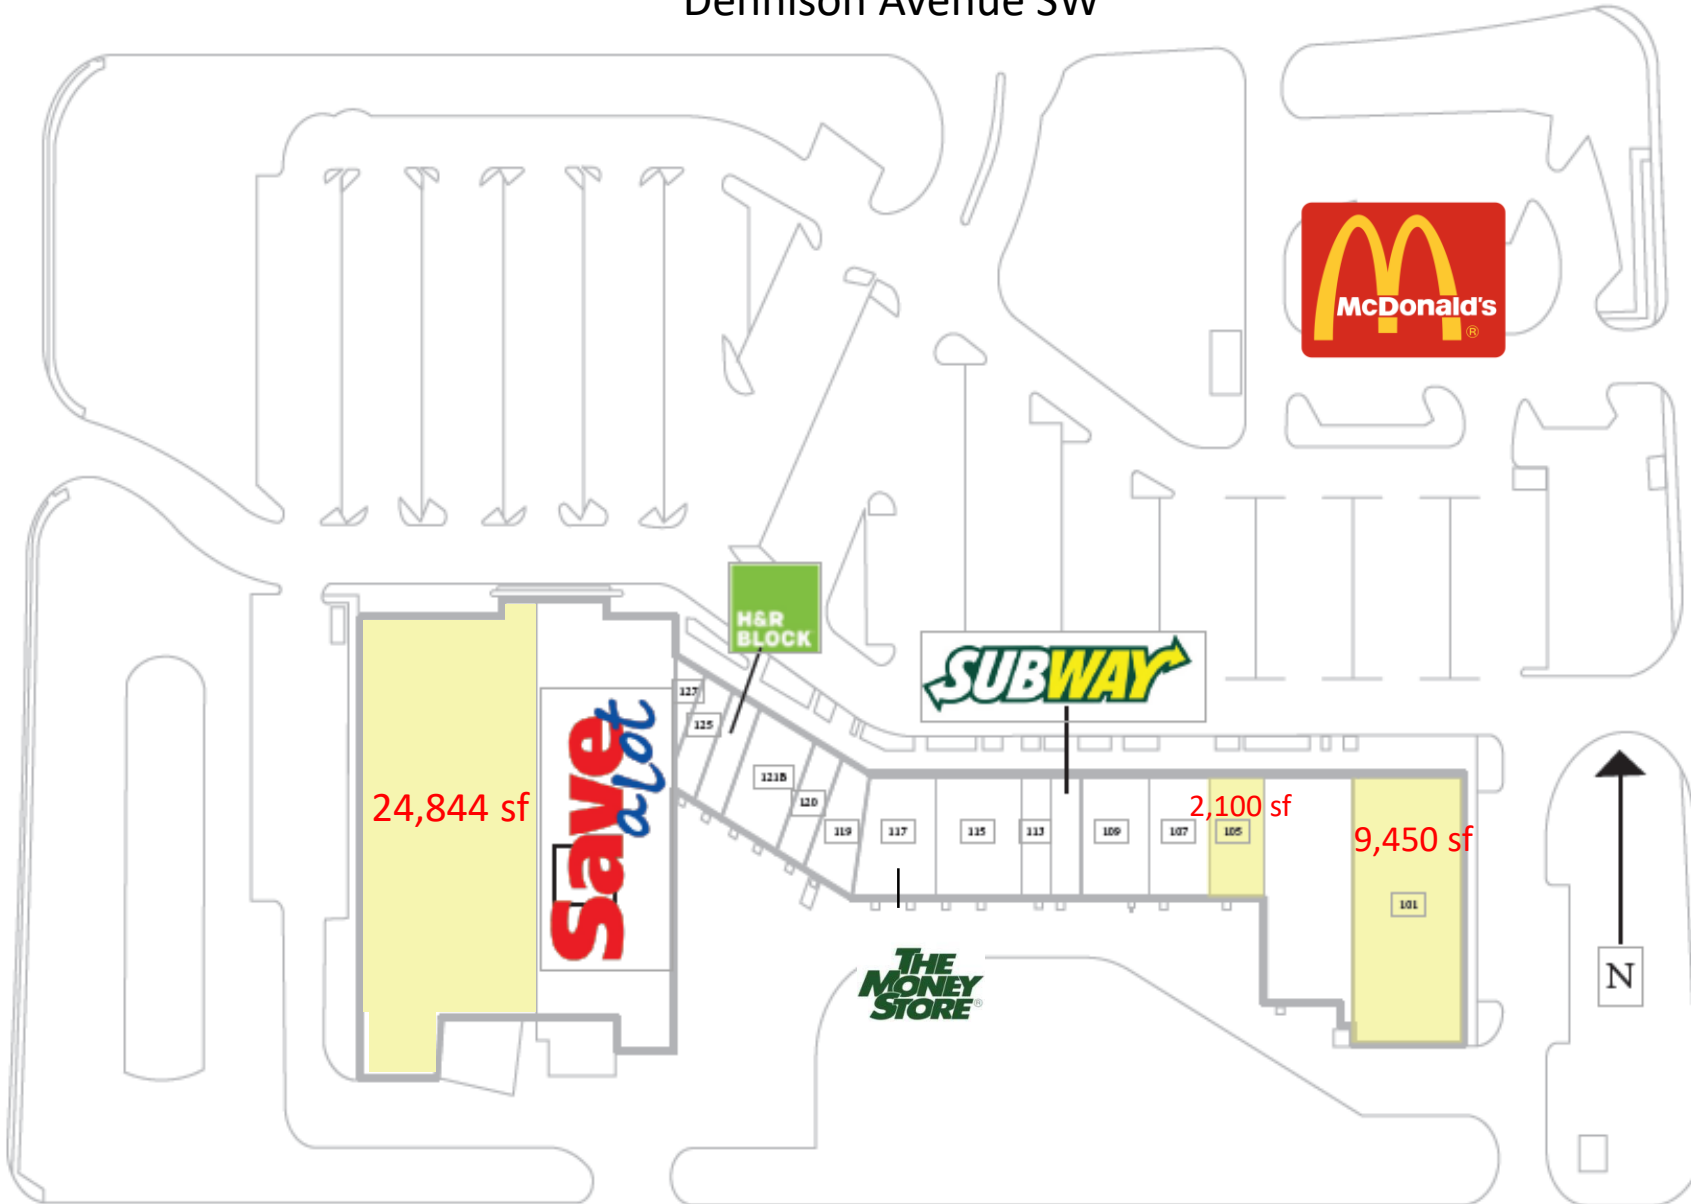 Dennison Avenue SW
McDonald's
®
H&R
BLOCK
SUBWAY
127
125
121B
120
119
117
115
113
109
107
105
2,100 sf
24,844 sf
Save
a lot
9,450 sf
101
THE
MONEY
STORE®
N